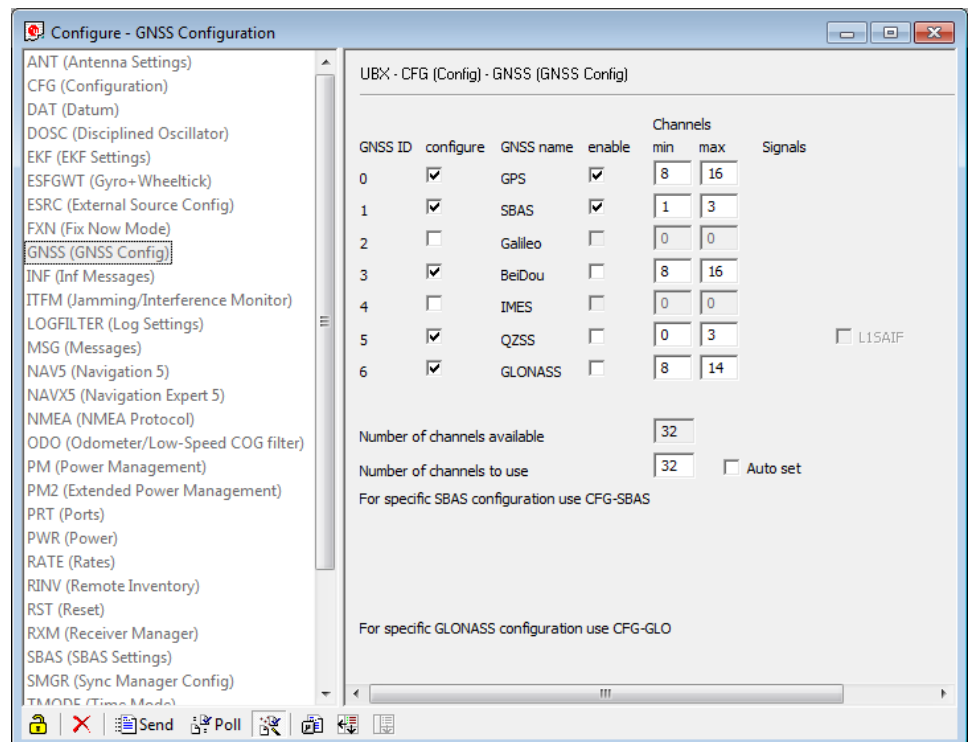 Configure - GNSS Configuration
ANT (Antenna Settings)
CFG (Configuration)
DAT (Datum)
DOSC (Disciplined Oscillator)
EKF (EKF Settings)
ESFGWT (Gyro+Wheeltick)
ESRC (External Source Config)
FXN (Fix Now Mode)
GNSS (GNSS Config)
INF (Inf Messages)
ITFM (Jamming/Interference Monitor)
LOGFILTER (Log Settings)
MSG (Messages)
NAV5 (Navigation 5)
NAVX5 (Navigation Expert 5)
NMEA (NMEA Protocol)
ODO (Odometer/Low-Speed COG filter)
PM (Power Management)
PM2 (Extended Power Management)
PRT (Ports)
PWR (Power)
RATE (Rates)
RINV (Remote Inventory)
RST (Reset)
RXM (Receiver Manager)
SBAS (SBAS Settings)
SMGR (Sync Manager Config)
TMODE (Time Mode)
UBX - CFG (Config) - GNSS (GNSS Config)
Channels
GNSS ID configure GNSS name enable min max Signals
0 GPS 8 16
1 SBAS 1 3
2 Galileo 0 0
3 BeiDou 8 16
4 IMES 0 0
5 QZSS 0 3 L1SAIF
6 GLONASS 8 14
Number of channels available 32
Number of channels to use 32 Auto set
For specific SBAS configuration use CFG-SBAS
For specific GLONASS configuration use CFG-GLO
Send Poll